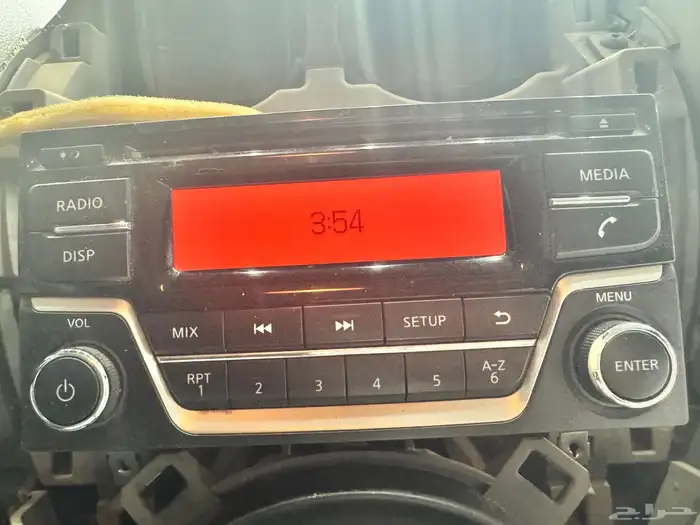 RADIO
MEDIA
DISP
3:54
VOL
MENU
MIX
SETUP
ENTER
RPT
1
2
3
4
5
A-Z
6
حراج